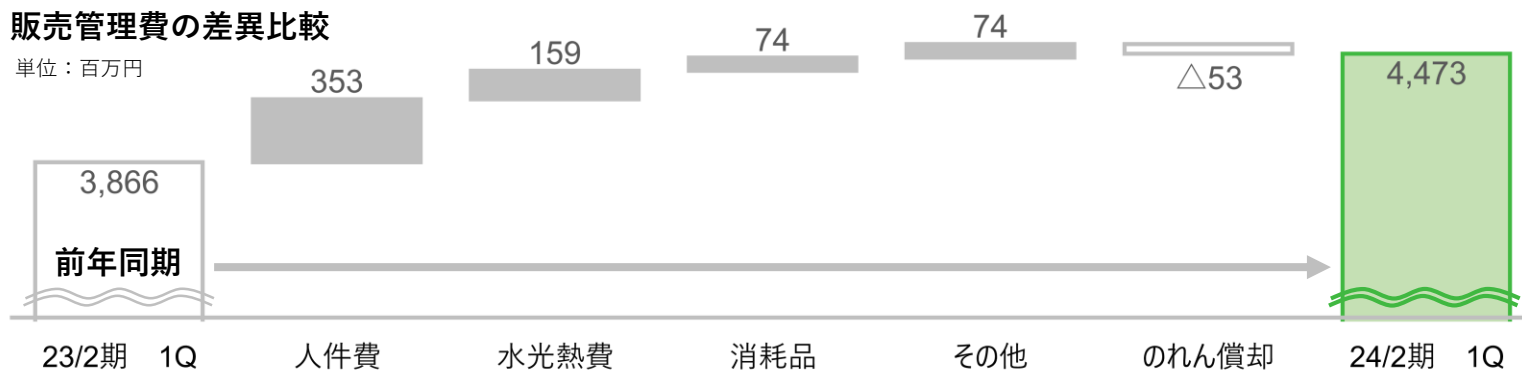 販売管理費の差異比較
単位：百万円
353
159
74
74
△53
4,473
3,866
前年同期
23/2期 1Q
人件費
水光熱費
消耗品
その他
のれん償却
24/2期 1Q